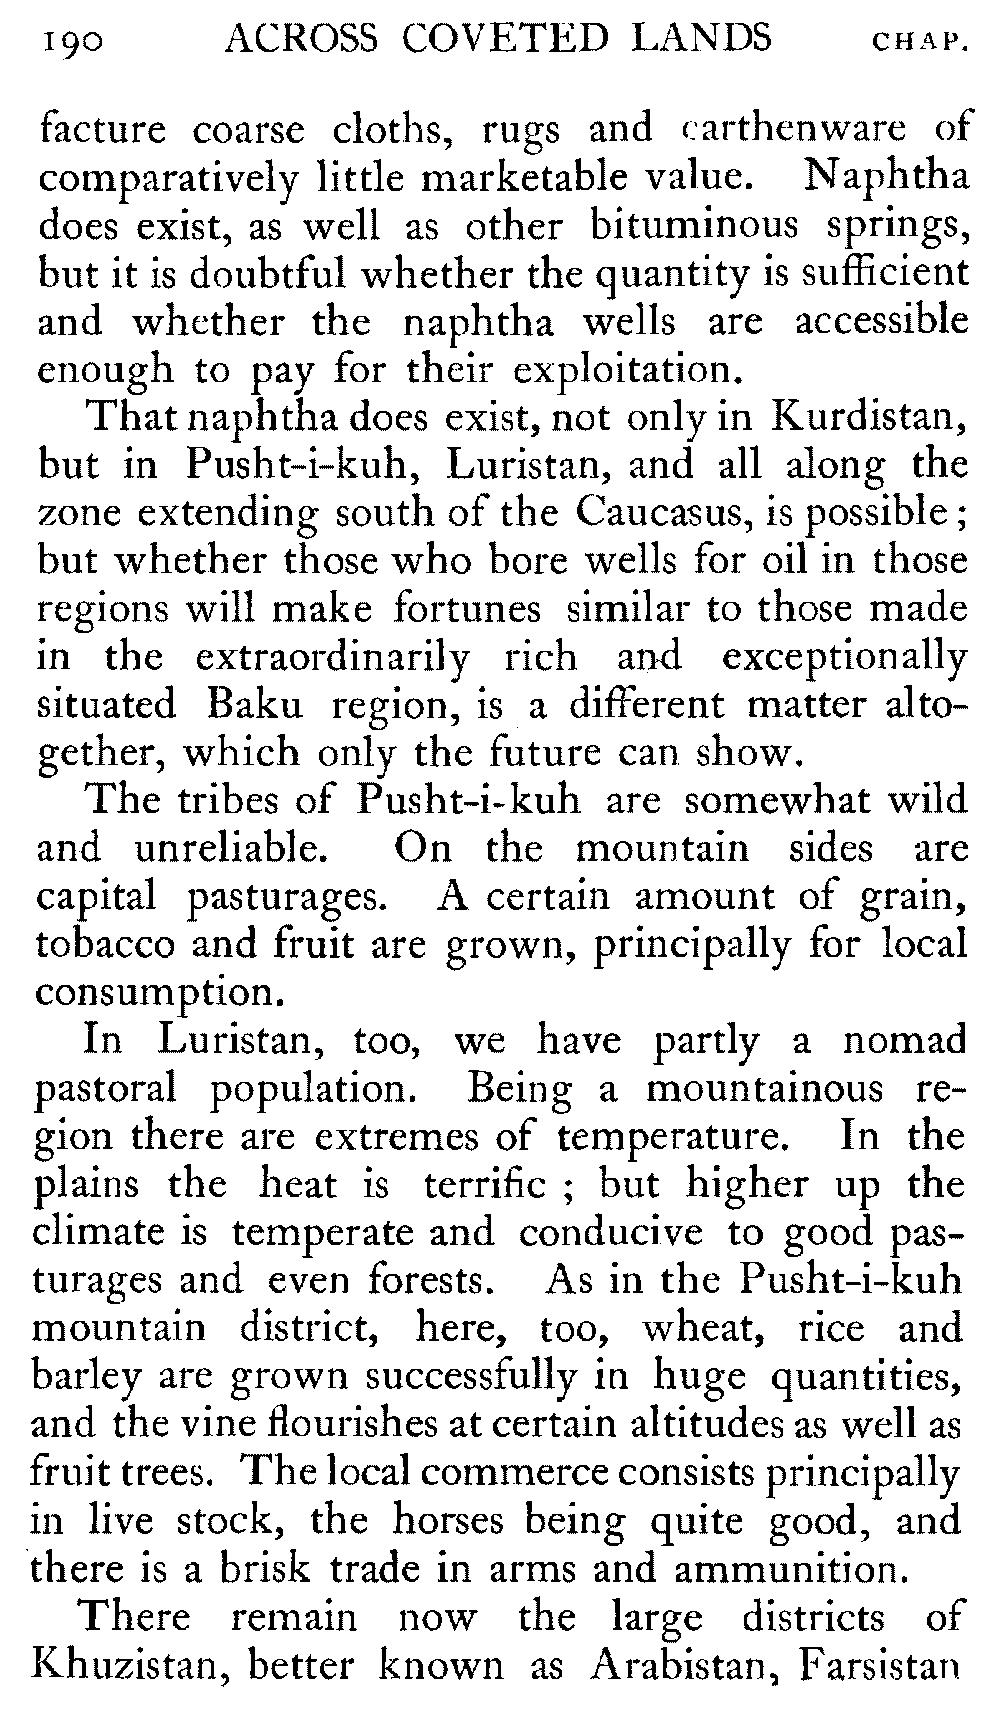 190 ACROSS COVETED LANDS CHAP.
facture coarse cloths, rugs and earthenware of
comparatively little marketable value. Naphtha
does exist, as well as other bituminous springs,
but it is doubtful whether the quantity is sufficient
and whether the naphtha wells are accessible
enough to pay for their exploitation.
That naphtha does exist, not only in Kurdistan,
but in Pusht-i-kuh, Luristan, and all along the
zone extending south of the Caucasus, is possible;
but whether those who bore wells for oil in those
regions will make fortunes similar to those made
in the extraordinarily rich and exceptionally
situated Baku region, is a different matter alto-
gether, which only the future can show.
The tribes of Pusht-i-kuh are somewhat wild
and unreliable. On the mountain sides are
capital pasturages. A certain amount of grain,
tobacco and fruit are grown, principally for local
consumption.
In Luristan, too, we have partly a nomad
pastoral population. Being a mountainous re-
gion there are extremes of temperature. In the
plains the heat is terrific ; but higher up the
climate is temperate and conducive to good pas-
turages and even forests. As in the Pusht-i-kuh
mountain district, here, too, wheat, rice and
barley are grown successfully in huge quantities,
and the vine flourishes at certain altitudes as well as
fruit trees. The local commerce consists principally
in live stock, the horses being quite good, and
there is a brisk trade in arms and ammunition.
There remain now the large districts of
Khuzistan, better known as Arabistan, Farsistan